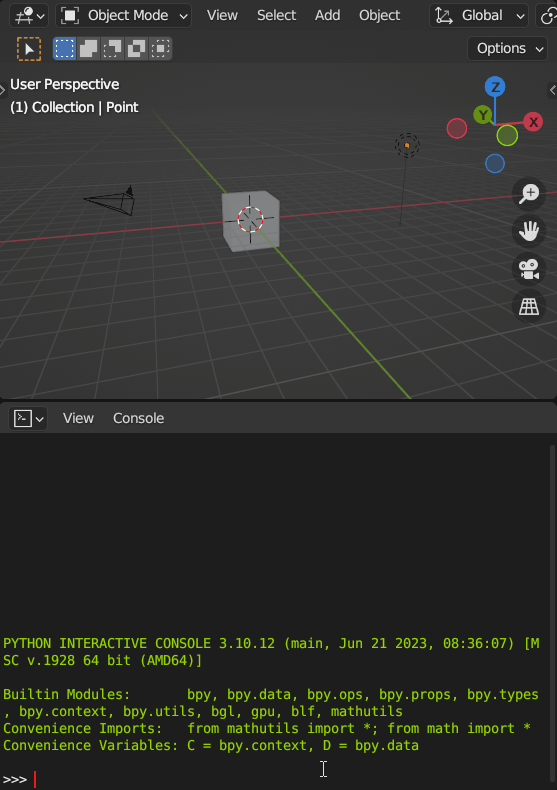 Object Mode View Select Add Object Global
Options
User Perspective
(1) Collection | Point
Z
Y X
View Console
PYTHON INTERACTIVE CONSOLE 3.10.12 (main, Jun 21 2023, 08:36:07) [M
SC v.1928 64 bit (AMD64)]
Builtin Modules: bpy, bpy.data, bpy.ops, bpy.props, bpy.types
, bpy.context, bpy.utils, bgl, gpu, blf, mathutils
Convenience Imports: from mathutils import *; from math import *
Convenience Variables: C = bpy.context, D = bpy.data
>>>